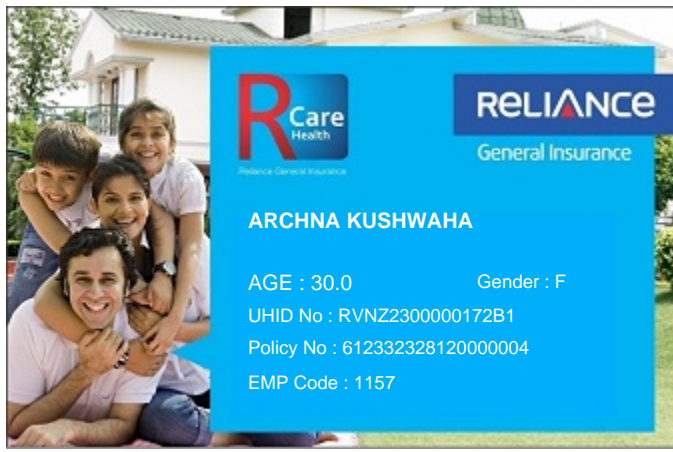 RCare
Health
Reliance General Insurance
RELIANCE
General Insurance
ARCHNA KUSHWAHA
AGE : 30.0 Gender : F
UHID No : RVNZ2300000172B1
Policy No : 612332328120000004
EMP Code : 1157